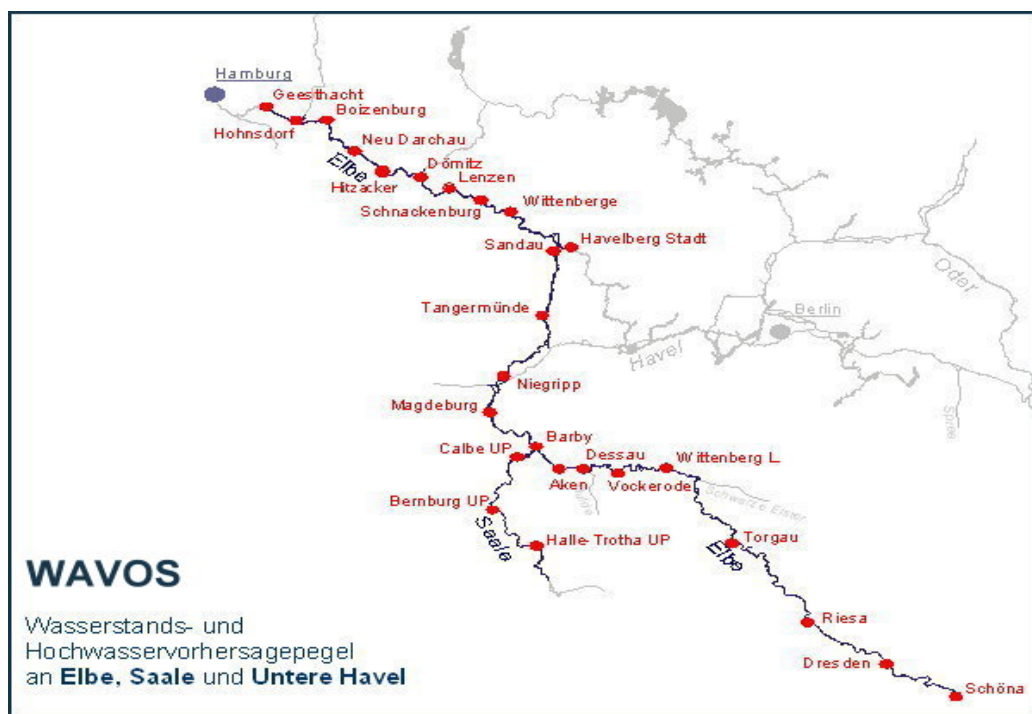 Hamburg
Geesthacht
Boizenburg
Hohnsdorf
Neu Darchau
Elbe
Dömitz
Hitzacker
Lenzen
Schnackenburg
Wittenberge
Sandau
Havelberg Stadt
Oder
Tangermünde
Berlin
Havel
Niegripp
Spree
Magdeburg
Barby
Calbe UP
Dessau
Wittenberg L.
Aken
Vockerode
Schwarze Elster
Bernburg UP
Saale
Halle-Trotha UP
Torgau
Elbe
WAVOS
Riesa
Wasserstands- und
Hochwasservorhersagepegel
an Elbe, Saale und Untere Havel
Dresden
Schöna